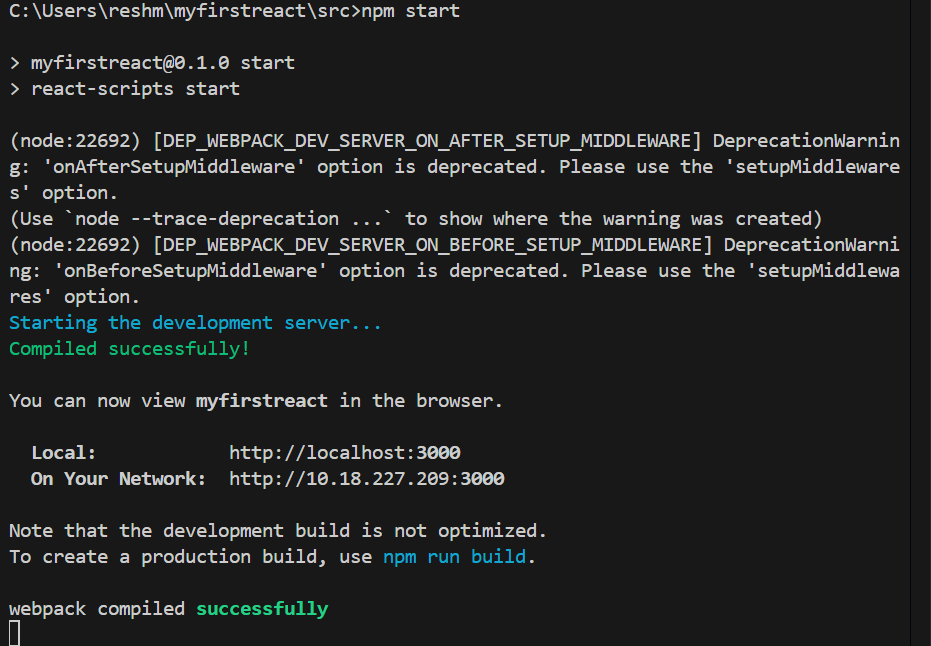 C:\Users\reshm\myfirstreact\src>npm start
> myfirstreact@0.1.0 start
> react-scripts start
(node:22692) [DEP_WEBPACK_DEV_SERVER_ON_AFTER_SETUP_MIDDLEWARE] DeprecationWarnin
g: 'onAfterSetupMiddleware' option is deprecated. Please use the 'setupMiddleware
s' option.
(Use `node --trace-deprecation ...` to show where the warning was created)
(node:22692) [DEP_WEBPACK_DEV_SERVER_ON_BEFORE_SETUP_MIDDLEWARE] DeprecationWarni
ng: 'onBeforeSetupMiddleware' option is deprecated. Please use the 'setupMiddlewa
res' option.
Starting the development server...
Compiled successfully!
You can now view myfirstreact in the browser.
Local: http://localhost:3000
On Your Network: http://10.18.227.209:3000
Note that the development build is not optimized.
To create a production build, use npm run build.
webpack compiled successfully